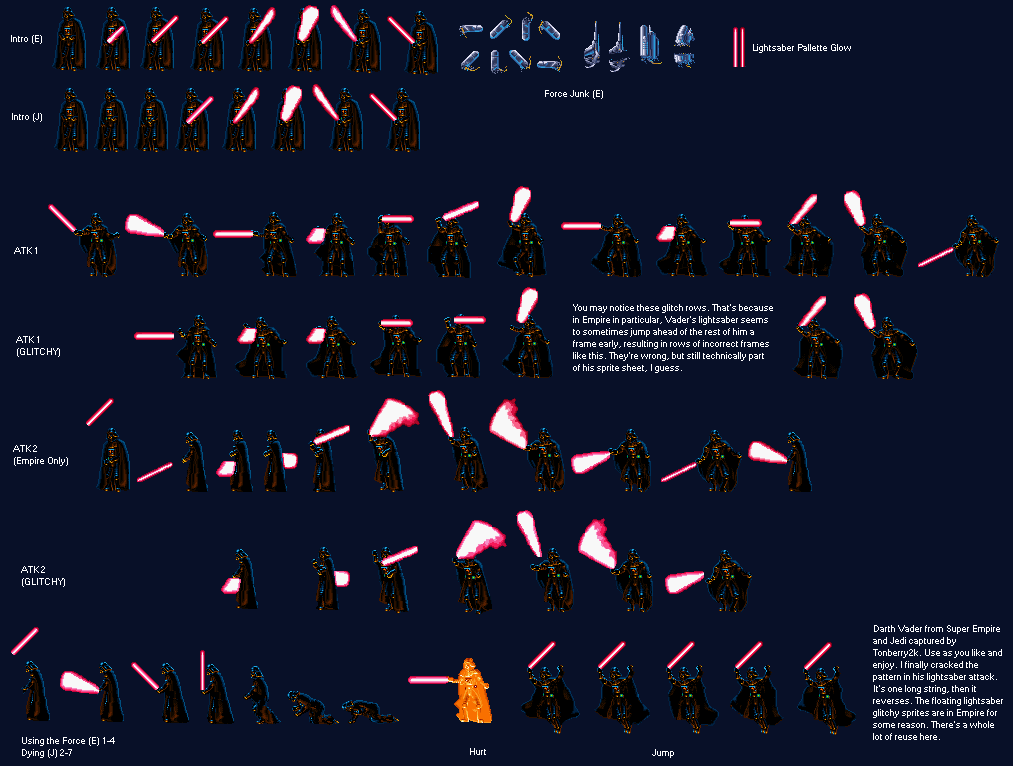 Intro (E)
Lightsaber Pallette Glow
Force Junk (E)
Intro (J)
ATK1
ATK1
(GLITCHY)
You may notice these glitch rows. That's because
in Empire in particular, Vader's lightsaber seems
to sometimes jump ahead of the rest of him a
frame early, resulting in rows of incorrect frames
like this. They're wrong, but still technically part
of his sprite sheet, I guess.
ATK2
(Empire Only)
ATK2
(GLITCHY)
Darth Vader from Super Empire
and Jedi captured by
Tonberry2k. Use as you like and
enjoy. I finally cracked the
pattern in his lightsaber attack.
It's one long string, then it
reverses. The floating lightsaber
glitchy sprites are in Empire for
some reason. There's a whole
lot of reuse here.
Using the Force (E) 1-4
Dying (J) 2-7
Hurt
Jump